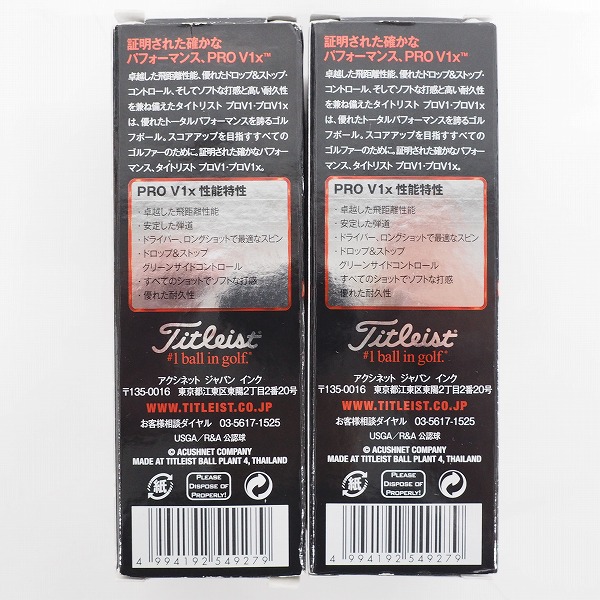 証明された確かな
パフォーマンス、PRO V1x™
卓越した飛距離性能、優れたドロップ&ストップ・
コントロール、そしてソフトな打感と高い耐久性
を兼ね備えたタイトリスト プロV1・プロV1x
は、優れたトータルパフォーマンスを誇るゴル
フボール。スコアアップを目指すすべての
ゴルファーのために。証明された確かなパフォー
マンス、タイトリスト プロV1・プロV1x。
PRO V1x 性能特性
・卓越した飛距離性能
・安定した弾道
・ドライバー、ロングショットで最適なスピン
・ドロップ&ストップ
グリーンサイドコントロール
・すべてのショットでソフトな打感
・優れた耐久性
Titleist®
#1 ball in golf.®
アクシネット ジャパン インク
〒135-0016 東京都江東区東陽2丁目2番20号
WWW.TITLEIST.CO.JP
お客様相談ダイヤル 03-5617-1525
USGA/R&A 公認球
© ACUSHNET COMPANY
MADE AT TITLEIST BALL PLANT 4, THAILAND
紙
PLEASE
DISPOSE OF
PROPERLY!
4 994192 549279
証明された確かな
パフォーマンス、PRO V1x™
卓越した飛距離性能、優れたドロップ&ストップ・
コントロール、そしてソフトな打感と高い耐久性
を兼ね備えたタイトリスト プロV1・プロV1x
は、優れたトータルパフォーマンスを誇るゴル
フボール。スコアアップを目指すすべての
ゴルファーのために。証明された確かなパフォー
マンス、タイトリスト プロV1・プロV1x。
PRO V1x 性能特性
・卓越した飛距離性能
・安定した弾道
・ドライバー、ロングショットで最適なスピン
・ドロップ&ストップ
グリーンサイドコントロール
・すべてのショットでソフトな打感
・優れた耐久性
Titleist®
#1 ball in golf.®
アクシネット ジャパン インク
〒135-0016 東京都江東区東陽2丁目2番20号
WWW.TITLEIST.CO.JP
お客様相談ダイヤル 03-5617-1525
USGA/R&A 公認球
© ACUSHNET COMPANY
MADE AT TITLEIST BALL PLANT 4, THAILAND
紙
PLEASE
DISPOSE OF
PROPERLY!
4 994192 549279